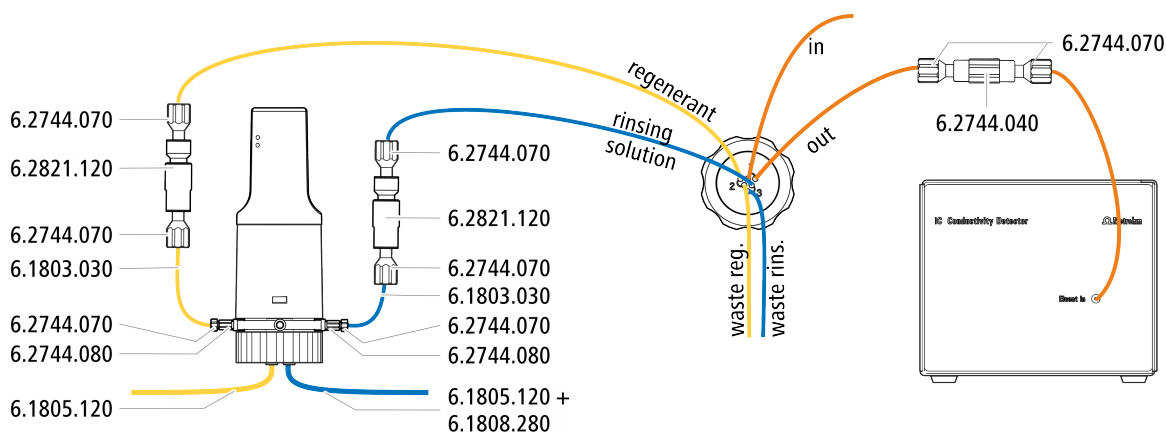 6.2744.070
6.2821.120
6.2744.070
6.1803.030
6.2744.070
6.2744.080
6.1805.120
regenerant
rinsing
solution
6.2744.070
6.2821.120
6.2744.070
6.1803.030
6.2744.070
6.2744.080
6.1805.120 +
6.1808.280
in
out
2
3
waste reg.
waste rins.
6.2744.070
6.2744.040
IC Conductivity Detector
Metrohm
Eluent in